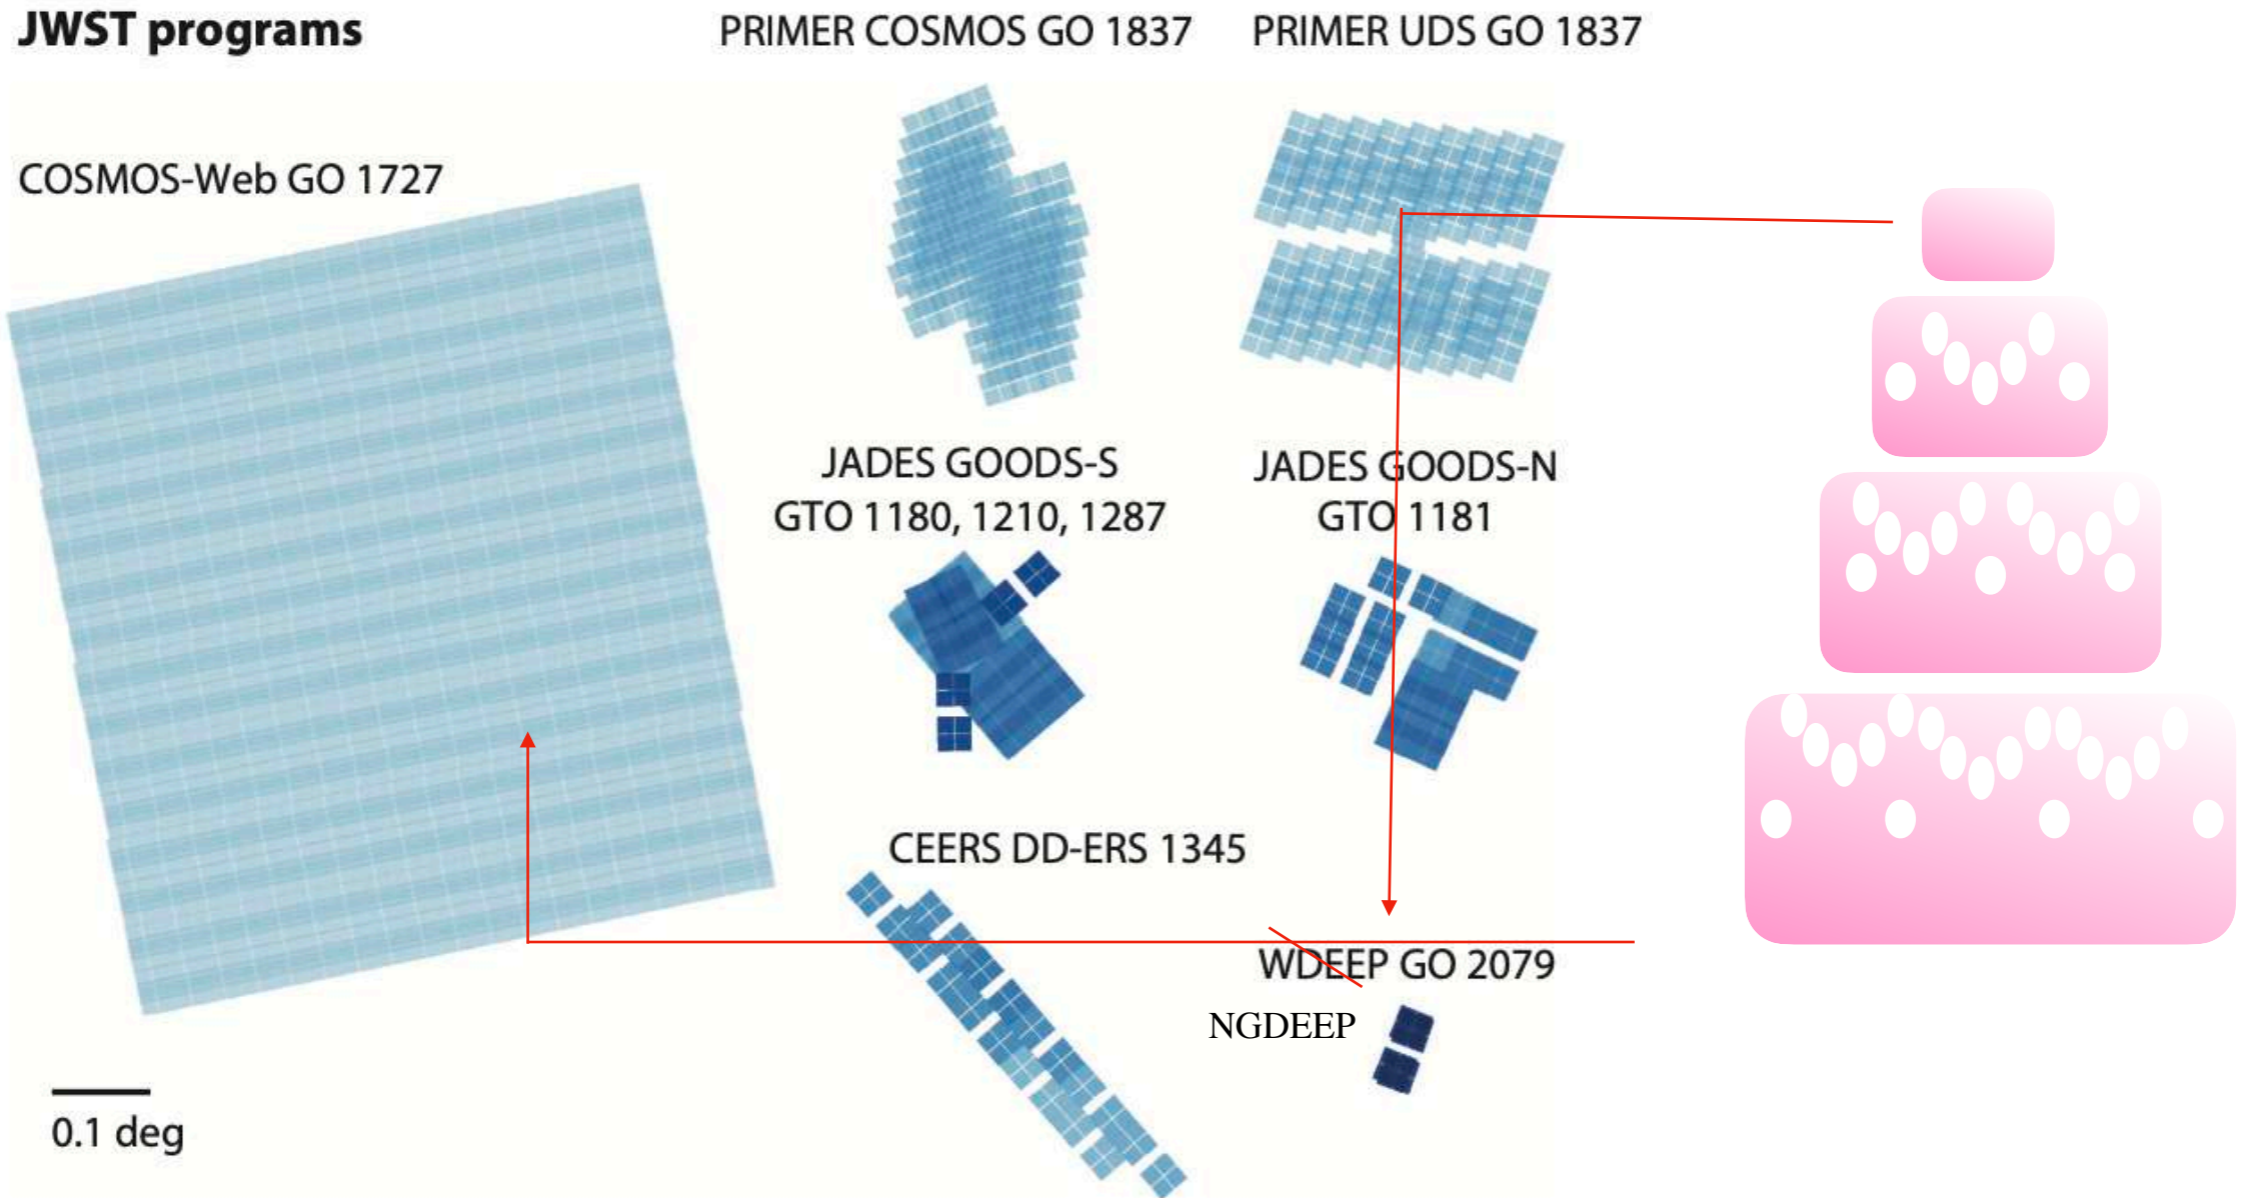 JWST programs
PRIMER COSMOS GO 1837
PRIMER UDS GO 1837
COSMOS-Web GO 1727
JADES GOODS-S
GTO 1180, 1210, 1287
JADES GOODS-N
GTO 1181
CEERS DD-ERS 1345
WDEEP GO 2079
NGDEEP
0.1 deg